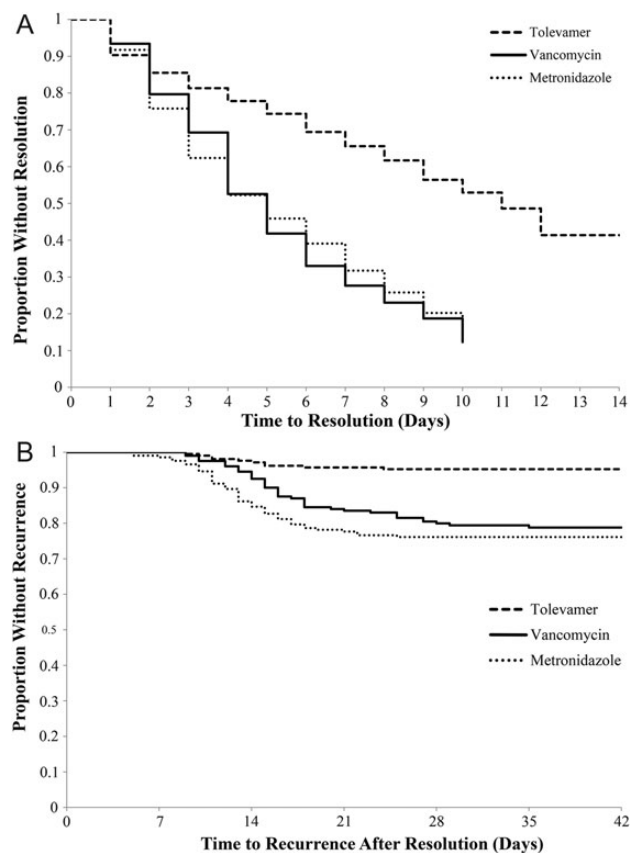 A
1
0.9
0.8
0.7
0.6
0.5
0.4
0.3
0.2
0.1
0
Proportion Without Resolution
Tolevamer
Vancomycin
Metronidazole
0 1 2 3 4 5 6 7 8 9 10 11 12 13 14
Time to Resolution (Days)
B
1
0.9
0.8
0.7
0.6
0.5
0.4
0.3
0.2
0.1
0
Proportion Without Recurrence
Tolevamer
Vancomycin
Metronidazole
0 7 14 21 28 35 42
Time to Recurrence After Resolution (Days)